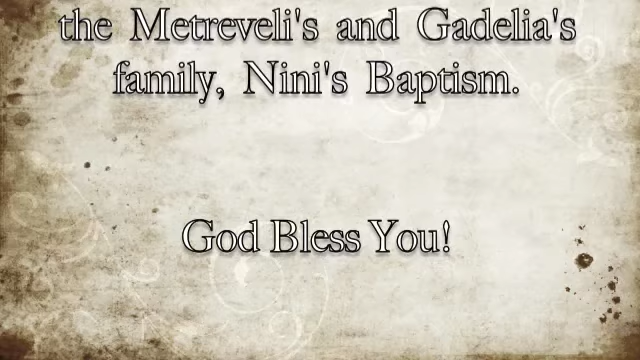 the Metreveli's and Gadelia's
family, Nini's Baptism.
God Bless You!